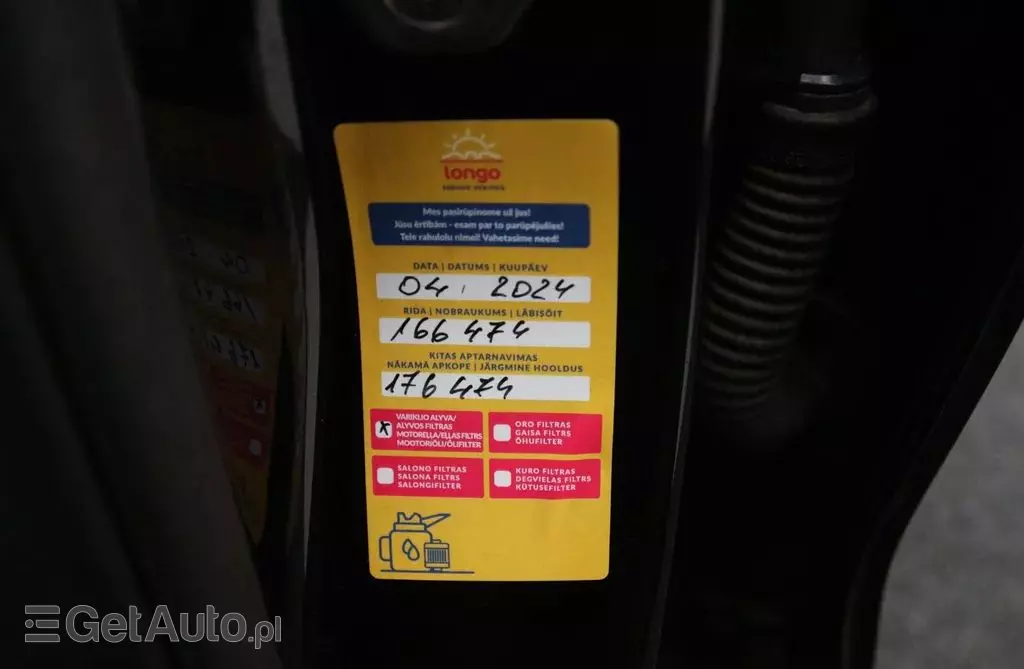 longo
Mes pasirūpinome už jus!
Jūsu ērtībām - esam par to parūpējušies!
Teie rahulolu nimel! Vahetasime need!
DATA | DATUMS | KUUPÄEV
04. 2024
RIDA | NOBRAUKUMS | LÄBISÕIT
166 474
KITAS APTARNAVIMAS
NĀKAMĀ APKOPE | JÄRGMINE HOOLDUS
176 474
x
VARIKLIO ALYVA/
ALYVOS FILTRAS
MOTOREĻĻA/EĻĻAS FILTRS
MOOTORIÕLI/ÕLIFILTER
ORO FILTRAS
GAISA FILTRS
ÕHUFILTER
SALONO FILTRAS
SALONA FILTRS
SALONGIFILTER
KURO FILTRAS
DEGVIELAS FILTRS
KÜTUSEFILTER
GetAuto.pl